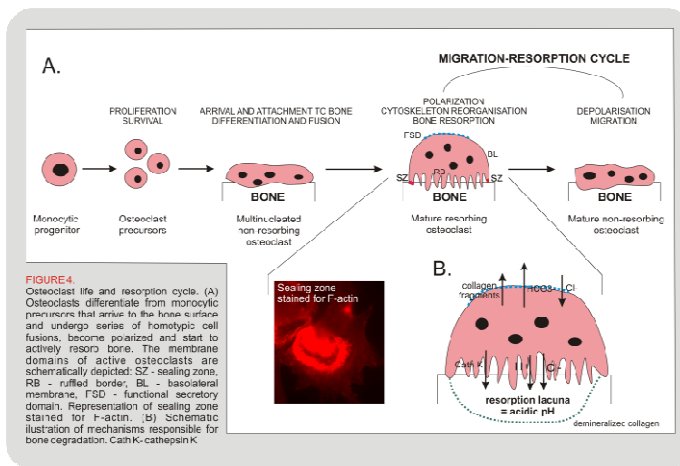 MIGRATION-RESORPTION CYCLE
A.
PROLIFERATION
SURVIVAL
ARRIVAL AND ATTACHMENT TO BONE
DIFFERENTIATION AND FUSION
POLARIZATION
CYTOSKELETON REORGANISATION
BONE RESORPTION
DEPOLARISATION
MIGRATION
FSD
BL
RB
SZ
SZ
BONE
BONE
BONE
Monocytic
progenitor
Osteoclast
precursors
Multinucleated
non-resorbing
osteoclast
Mature resorbing
osteoclast
Mature non-resorbing
osteoclast
FIGURE 4.
Osteoclast life and resorption cycle. (A)
Osteoclasts differentiate from monocytic
precursors that arrive to the bone surface
and undergo series of homotypic cell
fusions, become polarized and start to
actively resorb bone. The membrane
domains of active osteoclasts are
schematically depicted: SZ - sealing zone,
RB - ruffled border, BL - basolateral
membrane, FSD - functional secretory
domain. Representation of sealing zone
stained for F-actin. (B) Schematic
ilustration of mechanisms responsible for
bone degradation. Cath K- cathepsin K
Sealing zone
stained for F-actin
B.
collagen
fragments
Cl-
Cath K
Cl-
resorption lacuna
= acidic pH
demineralized collagen